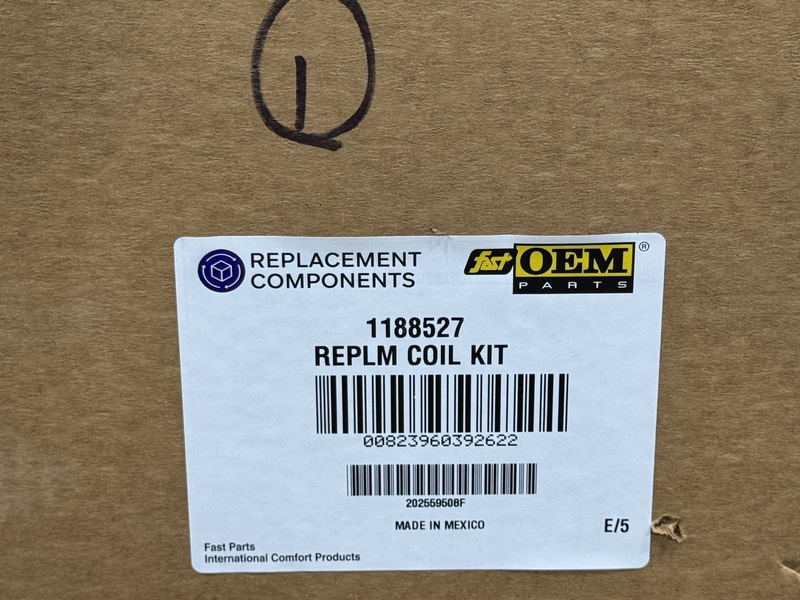 1
REPLACEMENT
COMPONENTS
fast OEM ®
PARTS
1188527
REPLM COIL KIT
00823960392622
202559508F
MADE IN MEXICO
E/5
Fast Parts
International Comfort Products